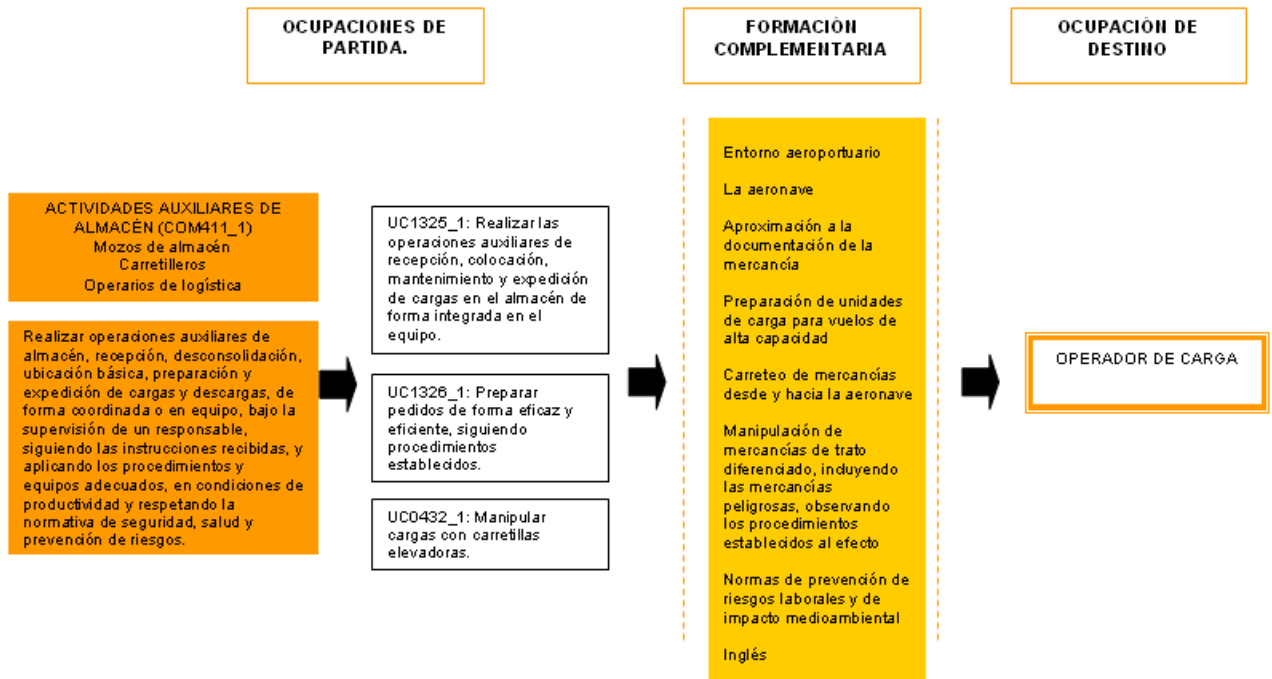 OCUPACIONES DE
PARTIDA.
FORMACIÓN
COMPLEMENTARIA
OCUPACIÓN DE
DESTINO
ACTIVIDADES AUXILIARES DE
ALMACÉN (COM411_1)
Mozos de almacén
Carretilleros
Operarios de logística
Realizar operaciones auxiliares de
almacén, recepción, desconsolidación,
ubicación básica, preparación y
expedición de cargas y descargas, de
forma coordinada o en equipo, bajo la
supervisión de un responsable,
siguiendo las instrucciones recibidas, y
aplicando los procedimientos y
equipos adecuados, en condiciones de
productividad y respetando la
normativa de seguridad, salud y
prevención de riesgos.
UC1325_1: Realizar las
operaciones auxiliares de
recepción, colocación,
mantenimiento y expedición
de cargas en el almacén de
forma integrada en el
equipo.
UC1326_1: Preparar
pedidos de forma eficaz y
eficiente, siguiendo
procedimientos
establecidos.
UC0432_1: Manipular
cargas con carretillas
elevadoras.
Entorno aeroportuario
La aeronave
Aproximación a la
documentación de la
mercancía
Preparación de unidades
de carga para vuelos de
alta capacidad
Carreteo de mercancías
desde y hacia la aeronave
Manipulación de
mercancías de trato
diferenciado, incluyendo
las mercancías
peligrosas, observando
los procedimientos
establecidos al efecto
Normas de prevención de
riesgos laborales y de
impacto medioambiental
Inglés
OPERADOR DE CARGA